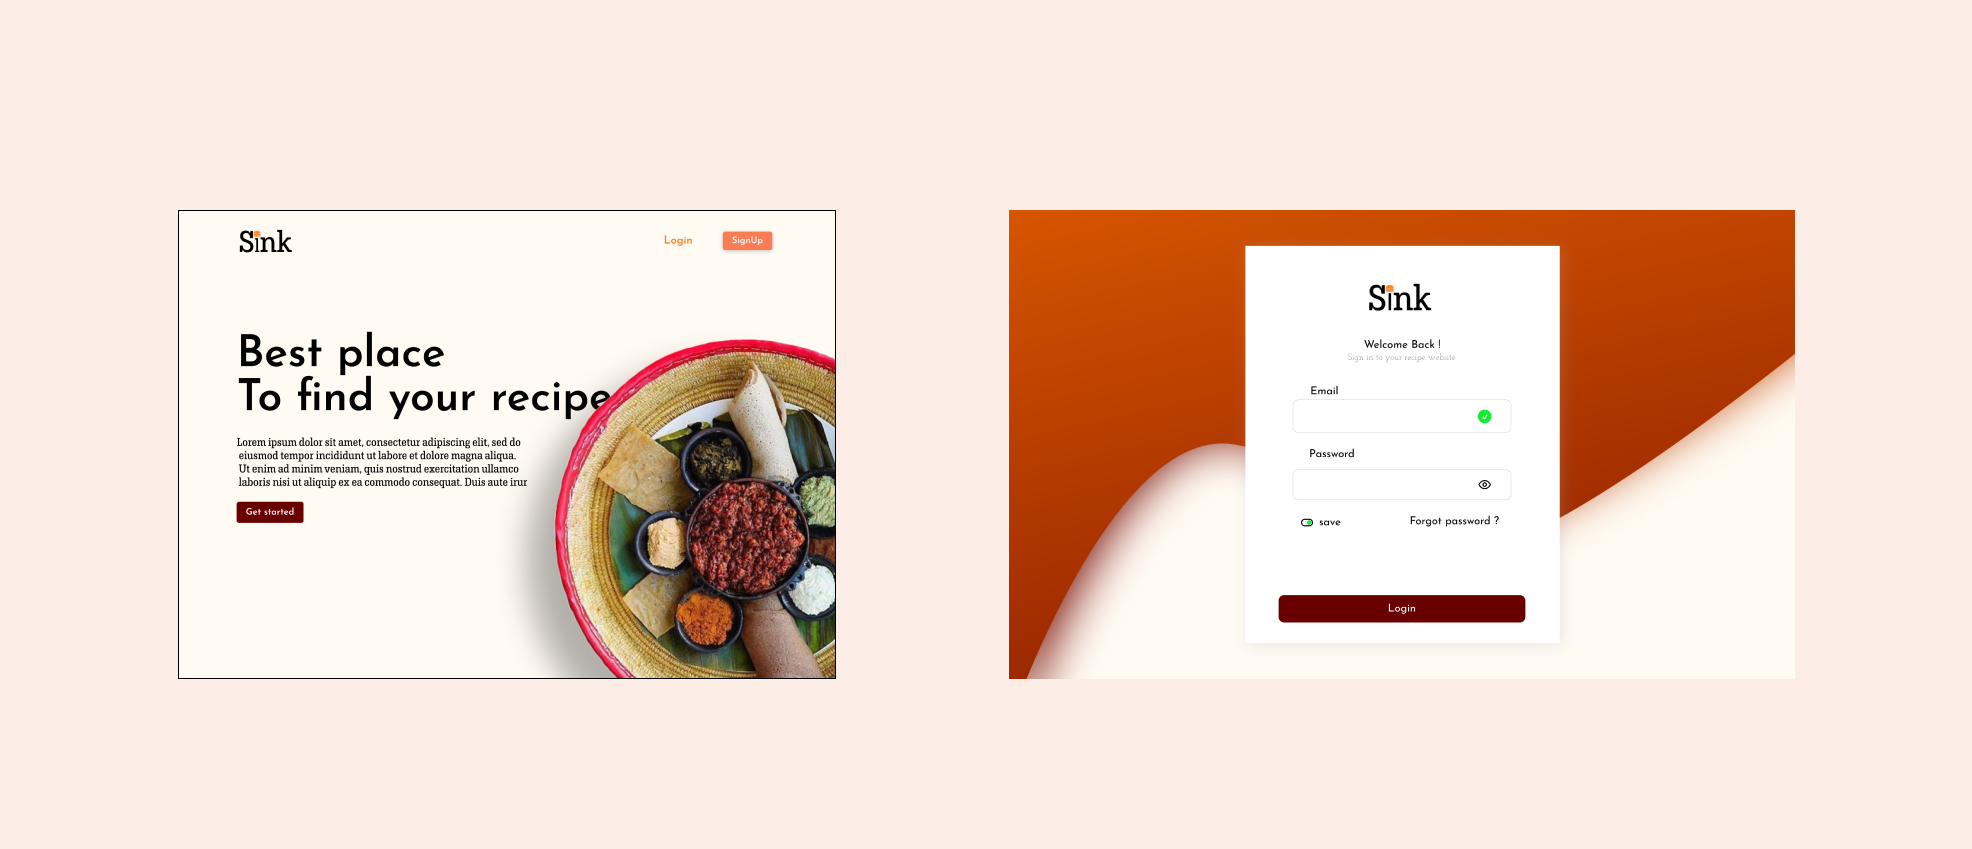 Sink
Login
SignUp
Best place
To find your recipe
Lorem ipsum dolor sit amet, consectetur adipiscing elit, sed do
eiusmod tempor incididunt ut labore et dolore magna aliqua.
Ut enim ad minim veniam, quis nostrud exercitation ullamco
laboris nisi ut aliquip ex ea commodo consequat. Duis aute irur
Get started
Sink
Welcome Back !
Sign in to your recipe website
Email
Password
save
Forgot password ?
Login